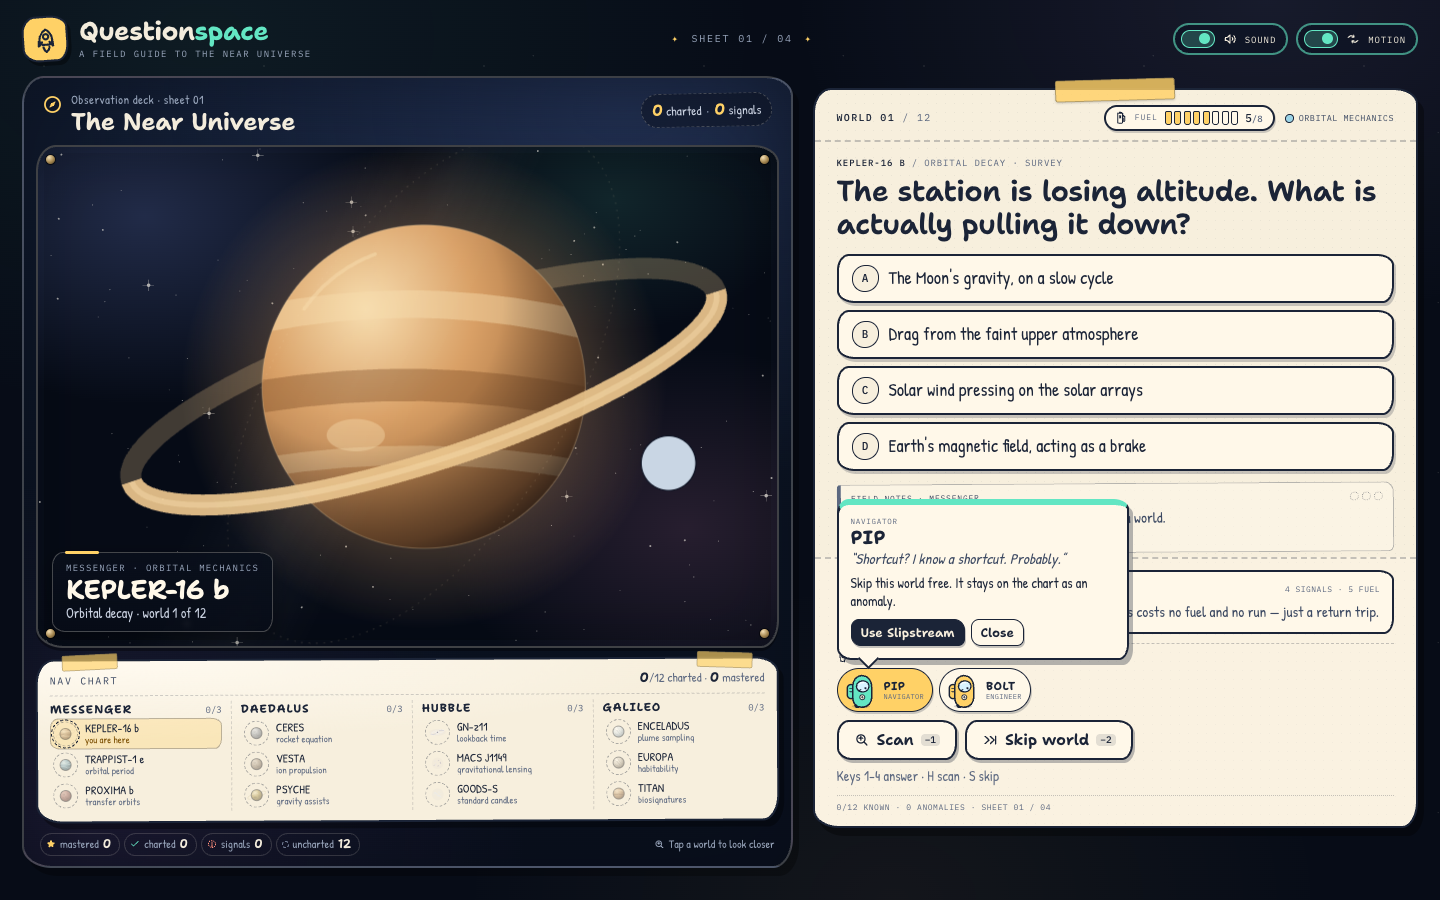 Questionspace
A FIELD GUIDE TO THE NEAR UNIVERSE
SHEET 01 / 04
SOUND
MOTION
Observation deck · sheet 01
The Near Universe
0 charted · 0 signals
MESSENGER · ORBITAL MECHANICS
KEPLER-16 b
Orbital decay · world 1 of 12
NAV CHART
0/12 charted · 0 mastered
MESSENGER 0/3
KEPLER-16 b
you are here
TRAPPIST-1 e
orbital period
PROXIMA b
transfer orbits
DAEDALUS 0/3
CERES
rocket equation
VESTA
ion propulsion
PSYCHE
gravity assists
HUBBLE 0/3
GN-z11
lookback time
MACS J1149
gravitational lensing
GOODS-S
standard candles
GALILEO 0/3
ENCELADUS
plume sampling
EUROPA
habitability
TITAN
biosignatures
mastered 0
charted 0
signals 0
uncharted 12
Tap a world to look closer
WORLD 01 / 12
FUEL 5/8
ORBITAL MECHANICS
KEPLER-16 B / ORBITAL DECAY · SURVEY
The station is losing altitude. What is
actually pulling it down?
A The Moon's gravity, on a slow cycle
B Drag from the faint upper atmosphere
C Solar wind pressing on the solar arrays
D Earth's magnetic field, acting as a brake
FIELD NOTES · MESSENGER
world.
NAVIGATOR
PIP
"Shortcut? I know a shortcut. Probably."
Skip this world free. It stays on the chart as an
anomaly.
Use Slipstream
Close
4 SIGNALS · 5 FUEL
costs no fuel and no run — just a return trip.
PIP
NAVIGATOR
BOLT
ENGINEER
Scan −1
Skip world −2
Keys 1–4 answer · H scan · S skip
0/12 KNOWN · 0 ANOMALIES · SHEET 01 / 04